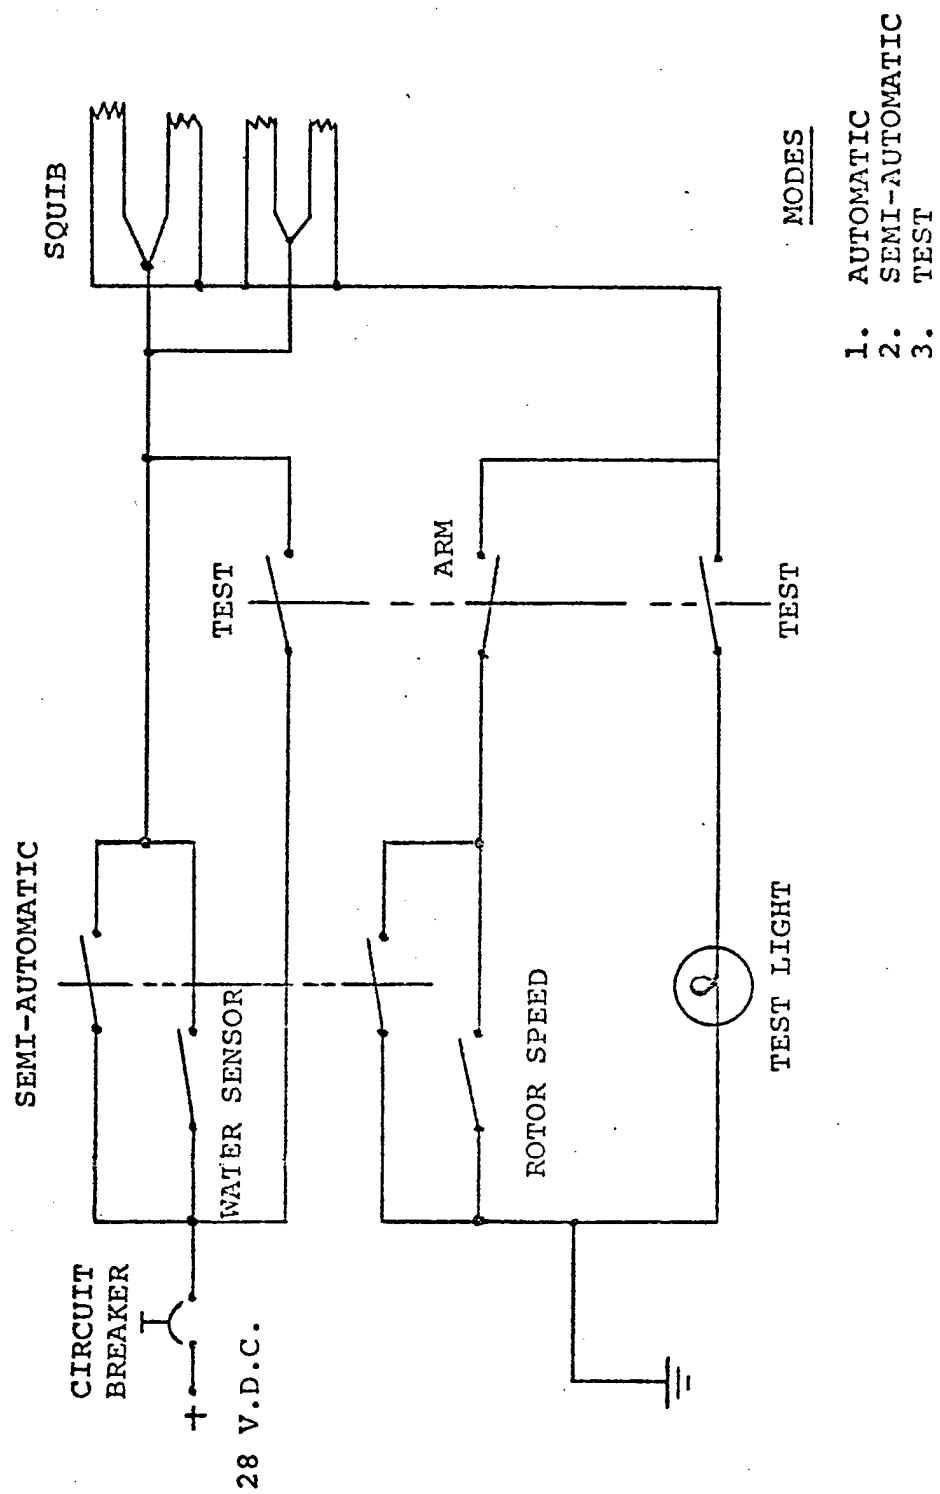 SEMI-AUTOMATIC
SQUIB
CIRCUIT
BREAKER
TEST
WATER SENSOR
+
28 V.D.C.
ARM
ROTOR SPEED
TEST
TEST LIGHT
MODES
1. AUTOMATIC
2. SEMI-AUTOMATIC
3. TEST